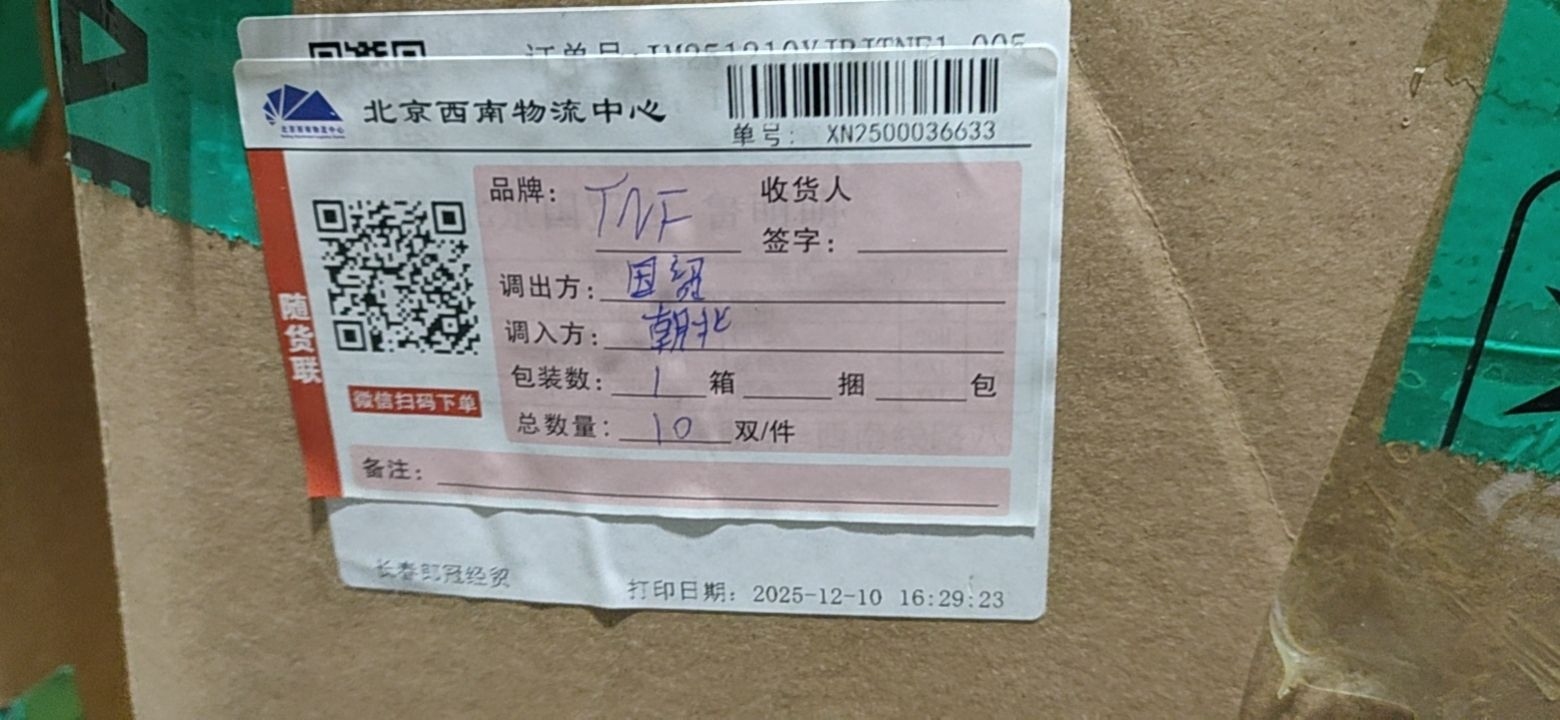 北京西南物流中心
单号: XN2500036633
品牌: TNF 收货人
签字:
调出方: 国贸
调入方: 朝北
包装数: 1 箱 捆 包
总数量: 10 双/件
备注:
随货联
微信扫码下单
长春郎冠经贸
打印日期: 2025-12-10 16:29:23